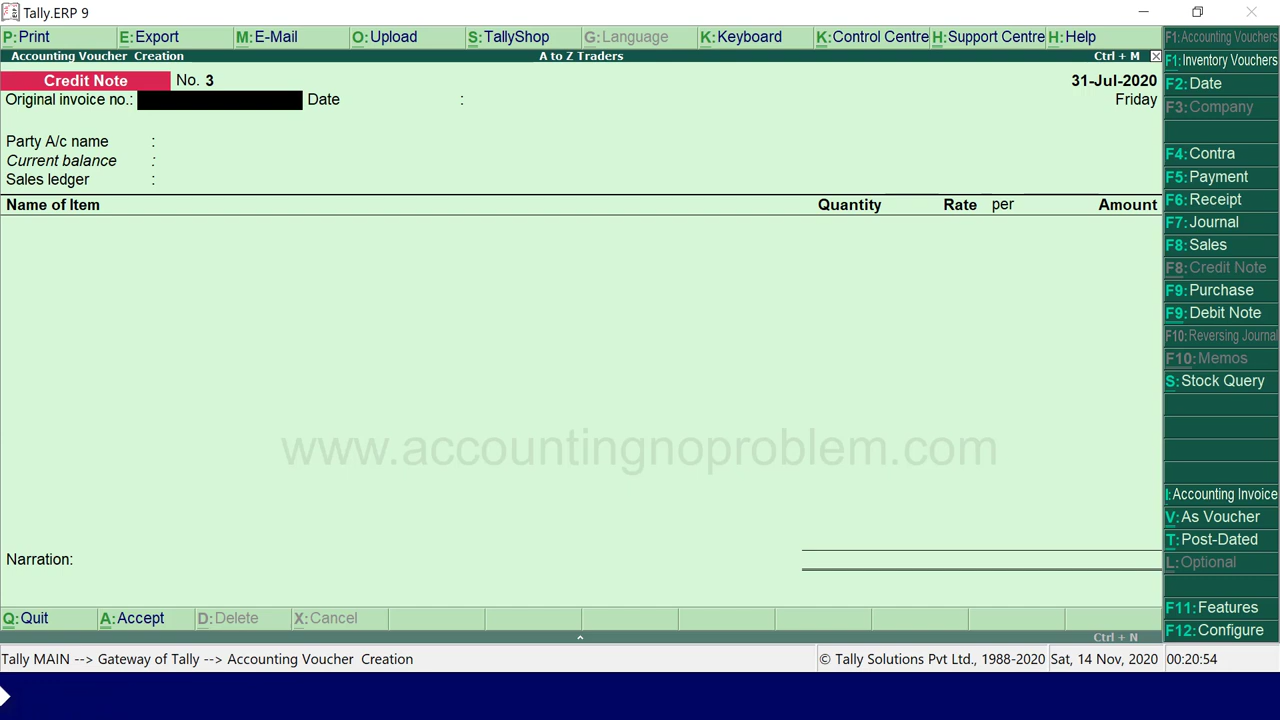 Tally.ERP 9
P:Print E:Export M:E-Mail O:Upload S:TallyShop G:Language K:Keyboard K:Control Centre H:Support Centre H:Help
Accounting Voucher Creation A to Z Traders Ctrl + M
Credit Note No. 3 31-Jul-2020
Original invoice no.: Date : Friday
Party A/c name :
Current balance :
Sales ledger :
Name of Item Quantity Rate per Amount
www.accountingnoproblem.com
Narration:
Q:Quit A:Accept D:Delete X:Cancel
Ctrl + N
Tally MAIN --> Gateway of Tally --> Accounting Voucher Creation © Tally Solutions Pvt Ltd., 1988-2020 Sat, 14 Nov, 2020 00:20:54
F1:Accounting Vouchers
F1:Inventory Vouchers
F2:Date
F3:Company
F4:Contra
F5:Payment
F6:Receipt
F7:Journal
F8:Sales
F8:Credit Note
F9:Purchase
F9:Debit Note
F10:Reversing Journal
F10:Memos
S:Stock Query
I:Accounting Invoice
V:As Voucher
T:Post-Dated
L:Optional
F11:Features
F12:Configure